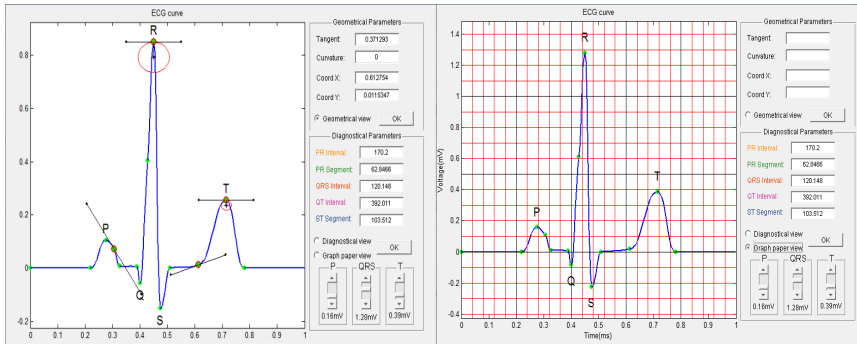 ECG curve
0.8
0.6
0.4
0.2
0
-0.2
0 0.1 0.2 0.3 0.4 0.5 0.6 0.7 0.8 0.9 1
R
P
Q
S
T
Geometrical Parameters
Tangent: 0.371293
Curvature: 0
Coord X: 0.612754
Coord Y: 0.0115347
Geometrical view OK
Diagnostical Parameters
PR Interval: 170.2
PR Segment: 62.8466
QRS Interval: 120.148
QT Interval: 392.011
ST Segment: 103.512
Diagnostical view
Graph paper view OK
P QRS T
0.16mV 1.28mV 0.39mV
ECG curve
Voltage(mV)
1.4
1.2
1
0.8
0.6
0.4
0.2
0
-0.2
-0.4
0 0.1 0.2 0.3 0.4 0.5 0.6 0.7 0.8 0.9 1
Time(ms)
R
P
Q
S
T
Geometrical Parameters
Tangent:
Curvature:
Coord X:
Coord Y:
Geometrical view OK
Diagnostical Parameters
PR Interval: 170.2
PR Segment: 62.8466
QRS Interval: 120.148
QT Interval: 392.011
ST Segment: 103.512
Diagnostical view
Graph paper view OK
P QRS T
0.16mV 1.28mV 0.39mV